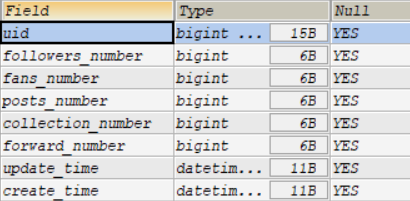 Field Type Null
uid bigint ... 15B YES
followers_number bigint 6B YES
fans_number bigint 6B YES
posts_number bigint 6B YES
collection_number bigint 6B YES
forward_number bigint 6B YES
update_time datetim... 11B YES
create_time datetim... 11B YES